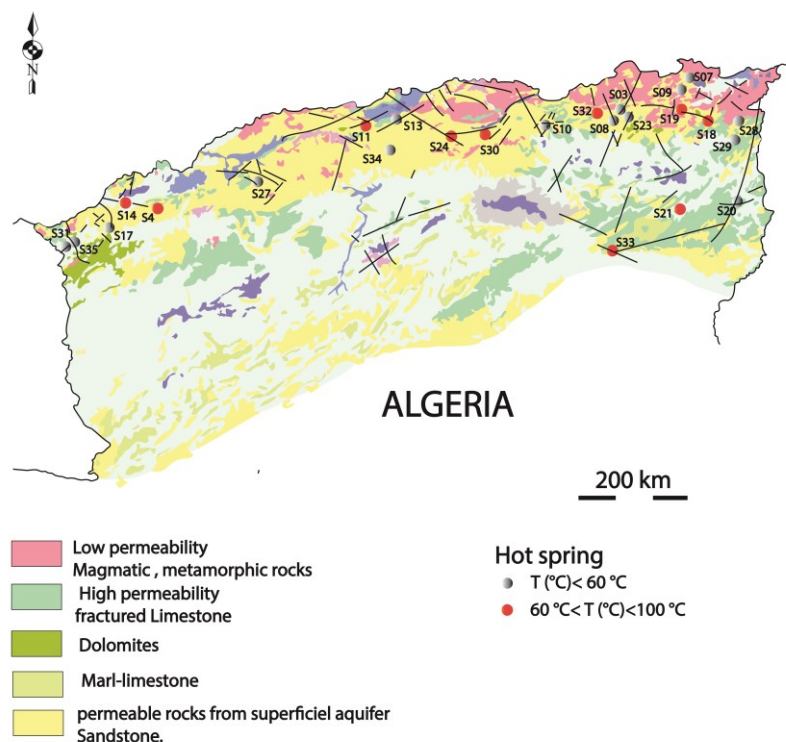 N
S07
S03
S09
S32
S19
S13
S11
S10
S08
S23
S18
S28
S24
S30
S29
S34
S27
S14
S4
S20
S21
S31
S17
S35
S33
ALGERIA
200 km
Low permeability
Magmatic , metamorphic rocks
High permeability
fractured Limestone
Dolomites
Marl-limestone
permeable rocks from superficiel aquifer
Sandstone.
Hot spring
T (°C)< 60 °C
60 °C< T (°C)<100 °C